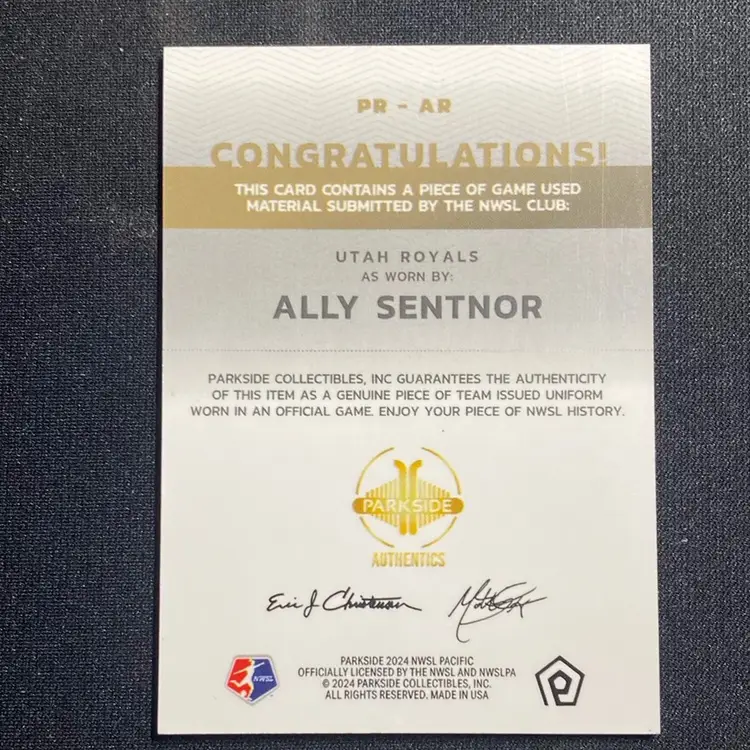 PR - AR
CONGRATULATIONS!
THIS CARD CONTAINS A PIECE OF GAME USED
MATERIAL SUBMITTED BY THE NWSL CLUB:
UTAH ROYALS
AS WORN BY:
ALLY SENTNOR
PARKSIDE COLLECTIBLES, INC GUARANTEES THE AUTHENTICITY
OF THIS ITEM AS A GENUINE PIECE OF TEAM ISSUED UNIFORM
WORN IN AN OFFICIAL GAME. ENJOY YOUR PIECE OF NWSL HISTORY.
PARKSIDE
AUTHENTICS
Eric J. Christensen
NWSL
PARKSIDE 2024 NWSL PACIFIC
OFFICIALLY LICENSED BY THE NWSL AND NWSLPA
© 2024 PARKSIDE COLLECTIBLES, INC.
ALL RIGHTS RESERVED. MADE IN USA